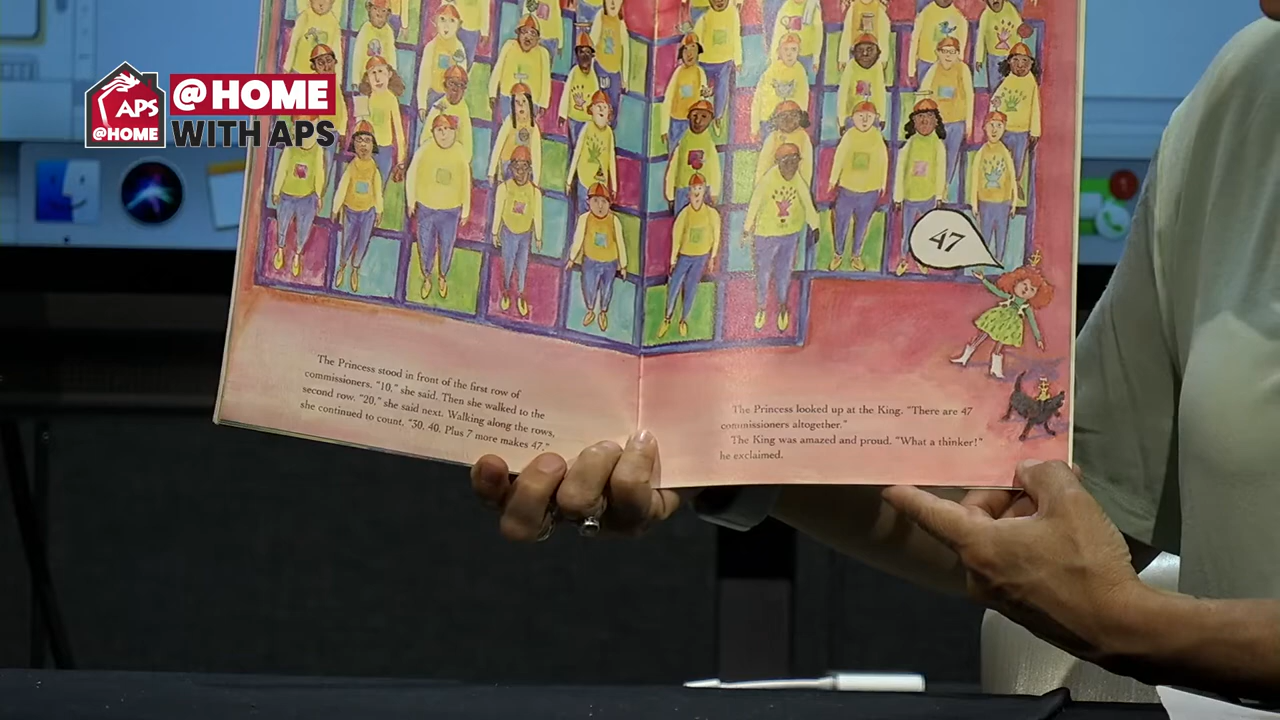 APS
@HOME
@HOME
WITH APS
47
The Princess stood in front of the first row of
commissioners. "10," she said. Then she walked to the
second row. "20," she said next. Walking along the rows,
she continued to count. "30, 40. Plus 7 more makes 47."
The Princess looked up at the King. "There are 47
commissioners altogether."
The King was amazed and proud. "What a thinker!"
he exclaimed.